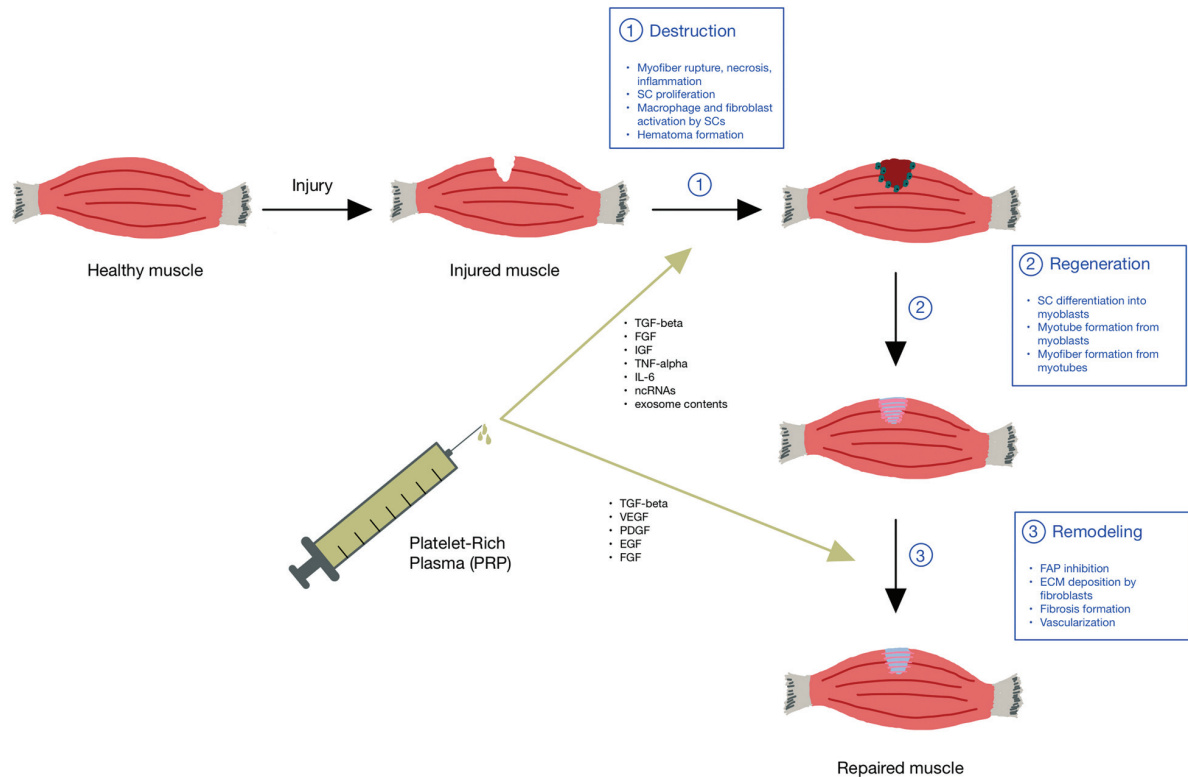 ① Destruction
• Myofiber rupture, necrosis,
inflammation
• SC proliferation
• Macrophage and fibroblast
activation by SCs
• Hematoma formation
Injury
①
Healthy muscle
Injured muscle
② Regeneration
• SC differentiation into
myoblasts
• Myotube formation from
myoblasts
• Myofiber formation from
myotubes
②
• TGF-beta
• FGF
• IGF
• TNF-alpha
• IL-6
• ncRNAs
• exosome contents
Platelet-Rich
Plasma (PRP)
• TGF-beta
• VEGF
• PDGF
• EGF
• FGF
③
③ Remodeling
• FAP inhibition
• ECM deposition by
fibroblasts
• Fibrosis formation
• Vascularization
Repaired muscle